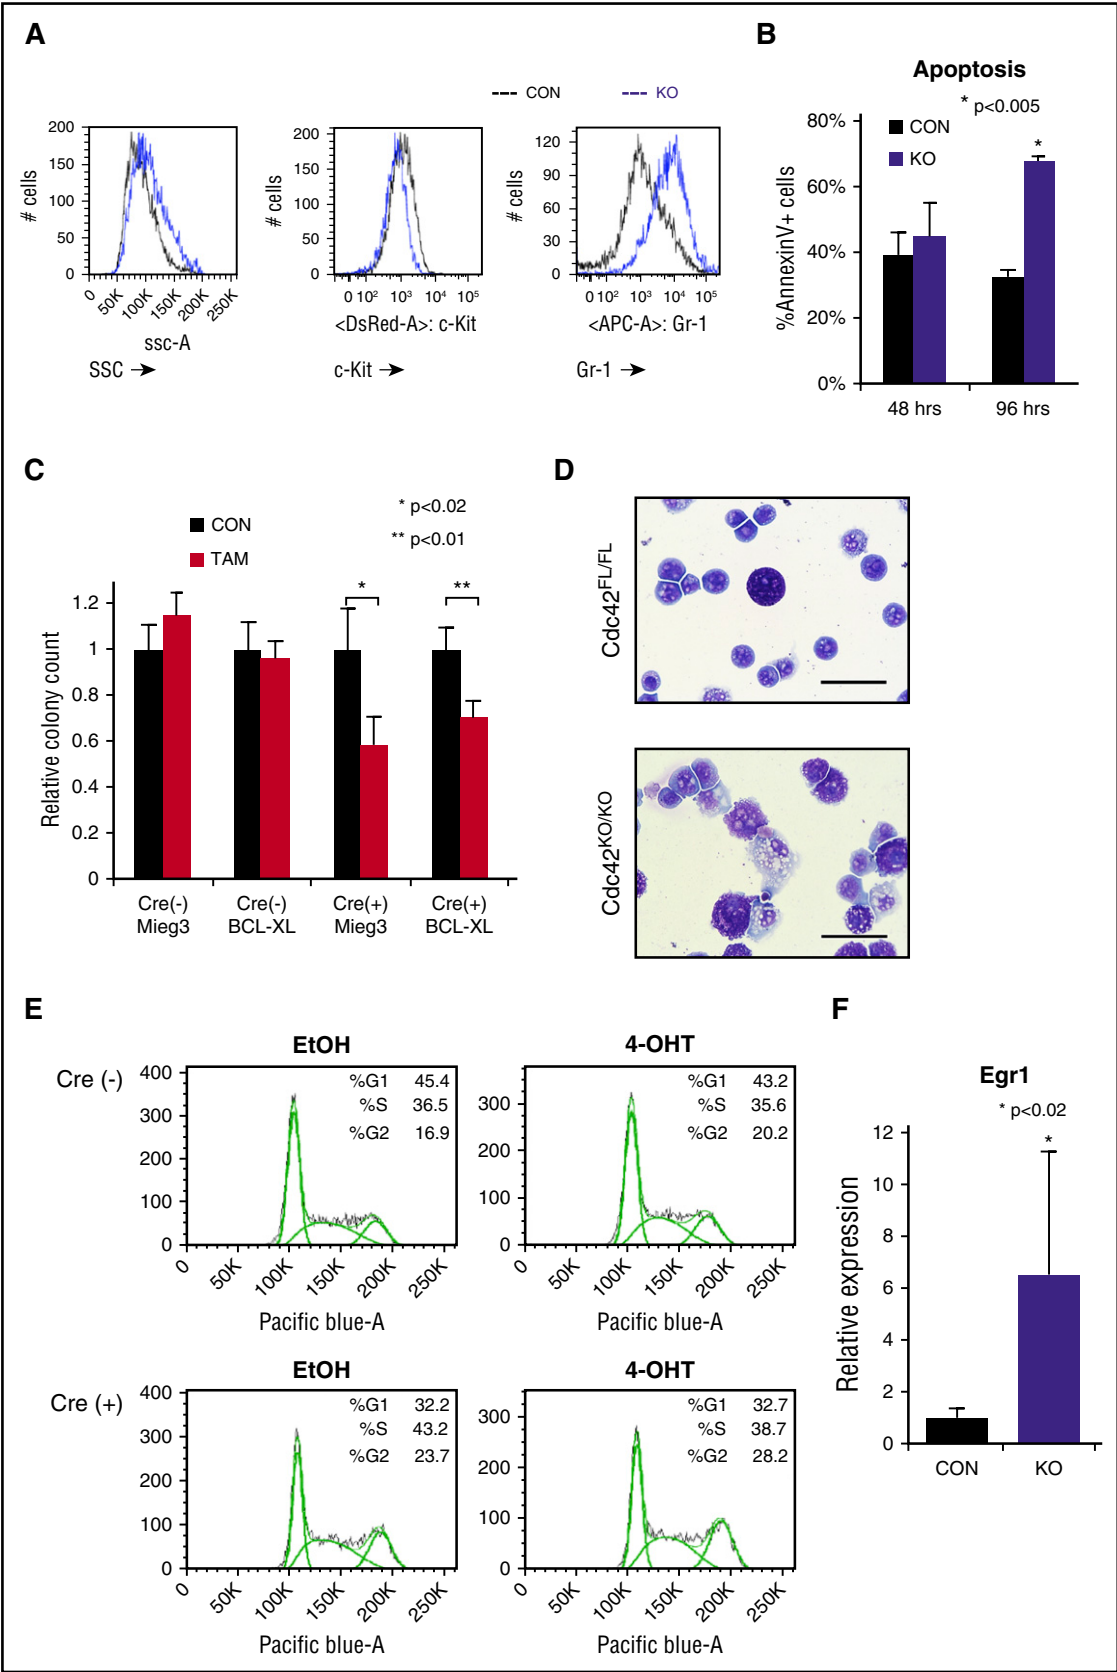 A
CON
KO
# cells
200
150
100
50
0
0
50K
100K
150K
200K
250K
ssc-A
SSC
# cells
200
150
100
50
0
0 10² 10³ 10⁴ 10⁵
<DsRed-A>: c-Kit
c-Kit
# cells
120
90
60
30
0
0 10² 10³ 10⁴ 10⁵
<APC-A>: Gr-1
Gr-1
B
Apoptosis
* p<0.005
CON
KO
*
%AnnexinV+ cells
80%
60%
40%
20%
0%
48 hrs
96 hrs
C
* p<0.02
** p<0.01
CON
TAM
*
**
Relative colony count
1.2
1
0.8
0.6
0.4
0.2
0
Cre(-)
Mieg3
Cre(-)
BCL-XL
Cre(+)
Mieg3
Cre(+)
BCL-XL
D
Cdc42FL/FL
Cdc42KO/KO
E
Cre (-)
EtOH
400
300
200
100
0
%G1 45.4
%S 36.5
%G2 16.9
0
50K
100K
150K
200K
250K
Pacific blue-A
4-OHT
300
200
100
0
%G1 43.2
%S 35.6
%G2 20.2
0
50K
100K
150K
200K
250K
Pacific blue-A
Cre (+)
EtOH
400
300
200
100
0
%G1 32.2
%S 43.2
%G2 23.7
0
50K
100K
150K
200K
250K
Pacific blue-A
4-OHT
300
200
100
0
%G1 32.7
%S 38.7
%G2 28.2
0
50K
100K
150K
200K
250K
Pacific blue-A
F
Egr1
* p<0.02
*
Relative expression
12
10
8
6
4
2
0
CON
KO